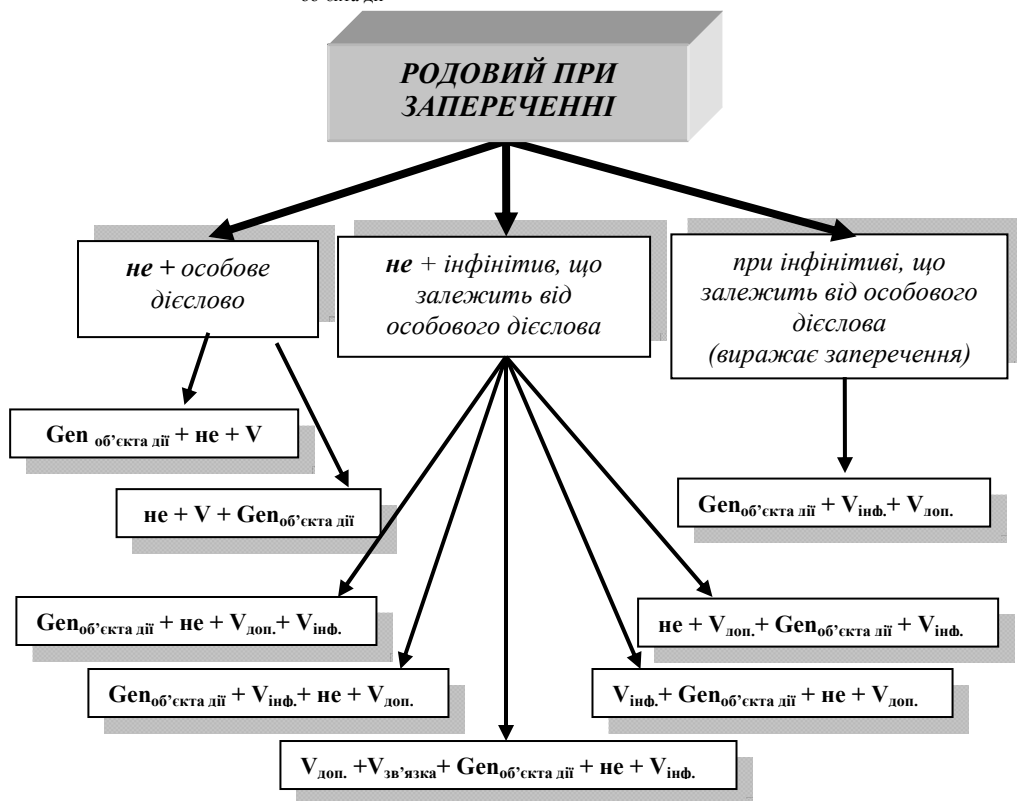 об’єкта дії
РОДОВИЙ ПРИ
ЗАПЕРЕЧЕННІ
не + особове
дієслово
не + інфінітив, що
залежить від
особового дієслова
при інфінітиві, що
залежить від особового
дієслова
(виражає заперечення)
Gen об’єкта дії + не + V
не + V + Genоб’єкта дії
Genоб’єкта дії + Vінф.+ Vдоп.
Genоб’єкта дії + не + Vдоп.+ Vінф.
не + Vдоп.+ Genоб’єкта дії + Vінф.
Genоб’єкта дії + Vінф.+ не + Vдоп.
Vінф.+ Genоб’єкта дії + не + Vдоп.
Vдоп. +Vзв’язка+ Genоб’єкта дії + не + Vінф.